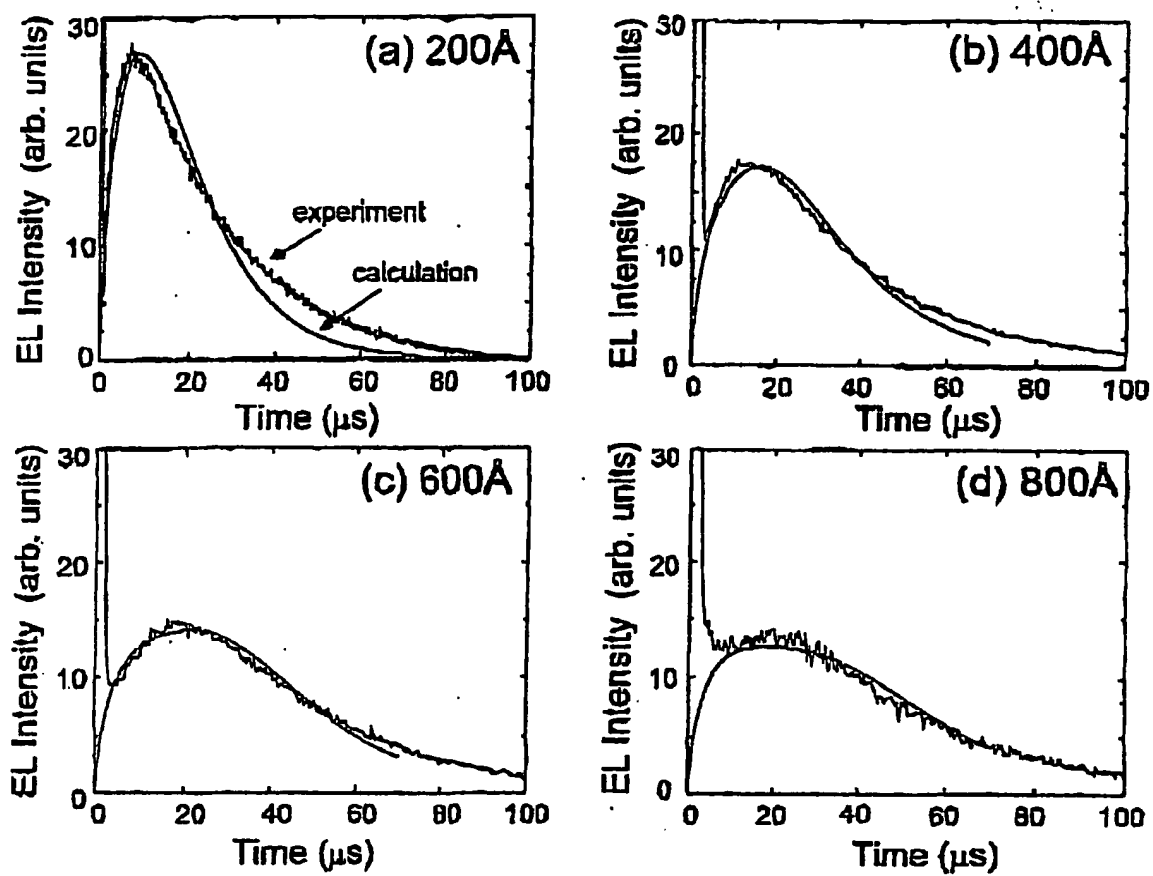 (a) 200Å
EL Intensity (arb. units)
30
20
10
0
experiment
calculation
0 20 40 60 80 100
Time (μs)
(b) 400Å
EL Intensity (arb. units)
30
20
10
0
0 20 40 60 80 100
Time (μs)
(c) 600Å
EL Intensity (arb. units)
30
20
10
0
0 20 40 60 80 100
Time (μs)
(d) 800Å
EL Intensity (arb. units)
30
20
10
0
0 20 40 60 80 100
Time (μs)